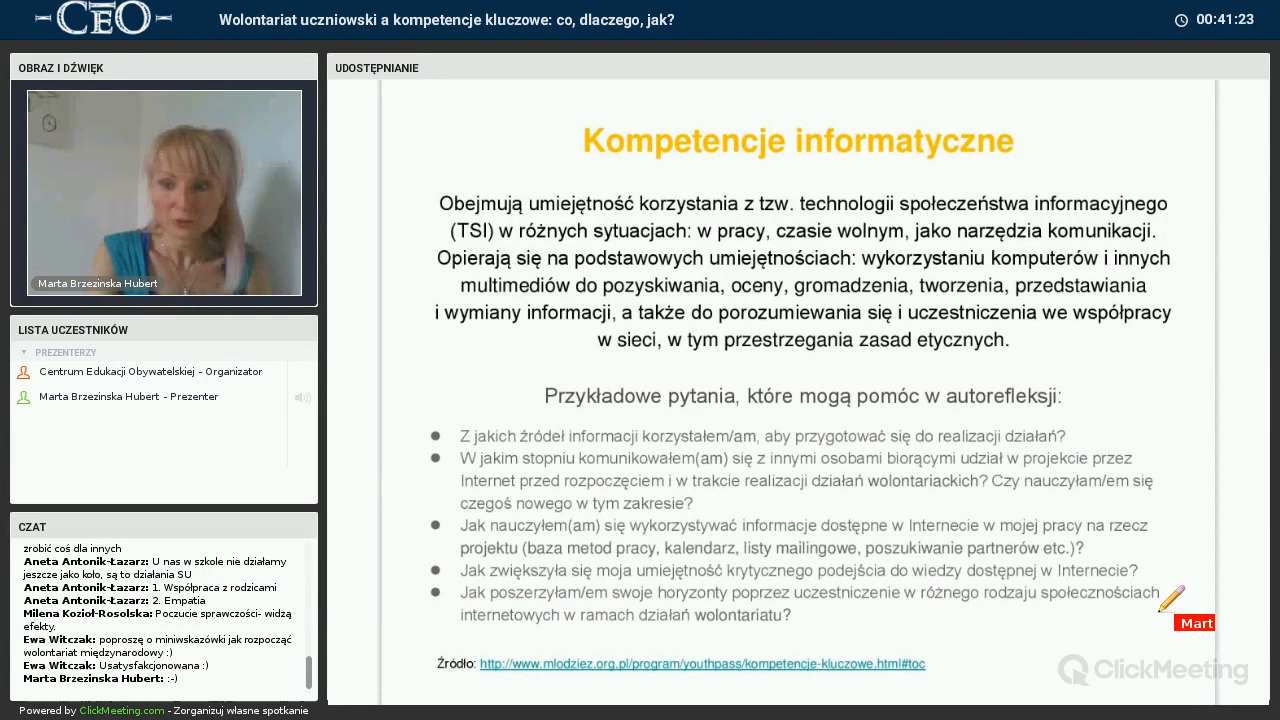 CEO
Wolontariat uczniowski a kompetencje kluczowe: co, dlaczego, jak?
00:41:23
OBRAZ I DŹWIĘK
Marta Brzezinska Hubert
LISTA UCZESTNIKÓW
PREZENTERZY
Centrum Edukacji Obywatelskiej - Organizator
Marta Brzezinska Hubert - Prezenter
CZAT
zrobić coś dla innych
Aneta Antonik-Łazarz: U nas w szkole nie działamy
jeszcze jako koło, są to działania SU
Aneta Antonik-Łazarz: 1. Współpraca z rodzicami
Aneta Antonik-Łazarz: 2. Empatia
Milena Kozioł-Rosolska: Poczucie sprawczości- widzą
efekty.
Ewa Witczak: poproszę o miniwskazówki jak rozpocząć
wolontariat międzynarodowy :)
Ewa Witczak: Usatysfakcjonowana :)
Marta Brzezinska Hubert: :-)
Powered by ClickMeeting.com - Zorganizuj własne spotkanie
UDOSTĘPNIANIE
Kompetencje informatyczne
Obejmują umiejętność korzystania z tzw. technologii społeczeństwa informacyjnego
(TSI) w różnych sytuacjach: w pracy, czasie wolnym, jako narzędzia komunikacji.
Opierają się na podstawowych umiejętnościach: wykorzystaniu komputerów i innych
multimediów do pozyskiwania, oceny, gromadzenia, tworzenia, przedstawiania
i wymiany informacji, a także do porozumiewania się i uczestniczenia we współpracy
w sieci, w tym przestrzegania zasad etycznych.
Przykładowe pytania, które mogą pomóc w autorefleksji:
● Z jakich źródeł informacji korzystałem/am, aby przygotować się do realizacji działań?
● W jakim stopniu komunikowałem(am) się z innymi osobami biorącymi udział w projekcie przez
Internet przed rozpoczęciem i w trakcie realizacji działań wolontariackich? Czy nauczyłam/em się
czegoś nowego w tym zakresie?
● Jak nauczyłem(am) się wykorzystywać informacje dostępne w Internecie w mojej pracy na rzecz
projektu (baza metod pracy, kalendarz, listy mailingowe, poszukiwanie partnerów etc.)?
● Jak zwiększyła się moja umiejętność krytycznego podejścia do wiedzy dostępnej w Internecie?
● Jak poszerzyłam/em swoje horyzonty poprzez uczestniczenie w różnego rodzaju społecznościach
internetowych w ramach działań wolontariatu?
Mart
Źródło: http://www.mlodziez.org.pl/program/youthpass/kompetencje-kluczowe.html#toc
ClickMeeting